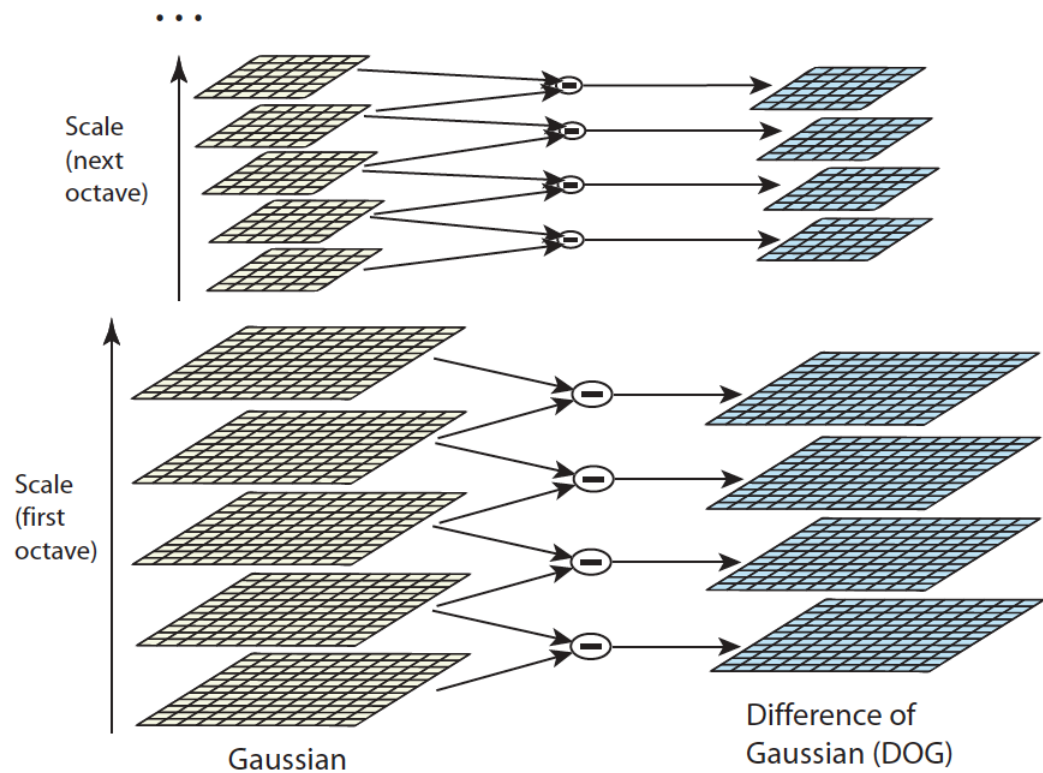 • • •
Scale
(next
octave)
Scale
(first
octave)
Gaussian
Difference of
Gaussian (DOG)